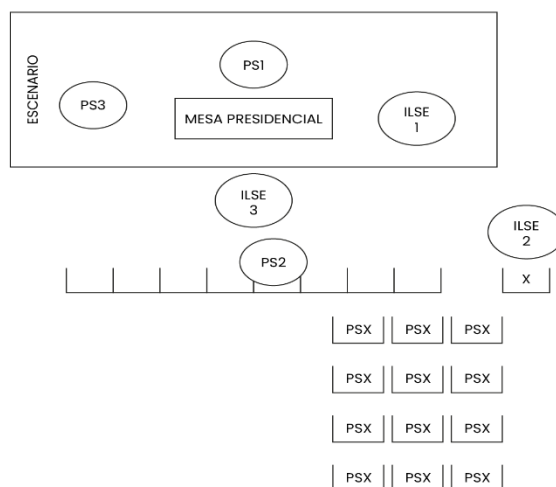 ESCENARIO
PS1
PS3
MESA PRESIDENCIAL
ILSE
1
ILSE
3
ILSE
2
PS2
X
PSX PSX PSX
PSX PSX PSX
PSX PSX PSX
PSX PSX PSX